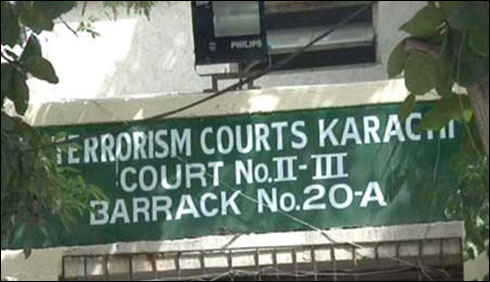 PHILIPS
TERRORISM COURTS KARACHI
COURT No.II-III
BARRACK No.20-A